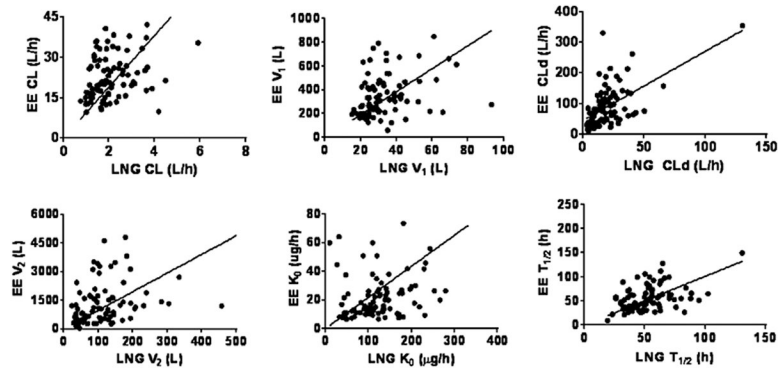 45
30
15
0
EE CL (L/h)
0 2 4 6 8
LNG CL (L/h)
1000
800
600
400
200
0
EE V1 (L)
0 20 40 60 80 100
LNG V1 (L)
400
300
200
100
0
EE CLd (L/h)
0 50 100 150
LNG CLd (L/h)
6000
4500
3000
1500
0
EE V2 (L)
0 100 200 300 400 500
LNG V2 (L)
80
60
40
20
0
EE K0 (ug/h)
0 100 200 300 400
LNG K0 (μg/h)
250
200
150
100
50
0
EE T1/2 (h)
0 50 100 150
LNG T1/2 (h)